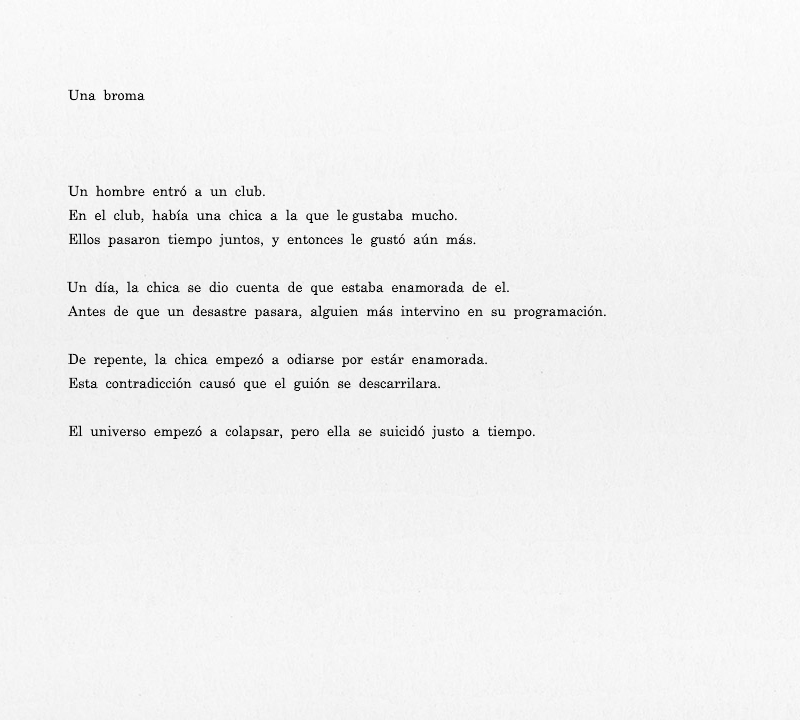 Una broma
Un hombre entró a un club.
En el club, había una chica a la que le gustaba mucho.
Ellos pasaron tiempo juntos, y entonces le gustó aún más.
Un día, la chica se dio cuenta de que estaba enamorada de el.
Antes de que un desastre pasara, alguien más intervino en su programación.
De repente, la chica empezó a odiarse por estár enamorada.
Esta contradicción causó que el guión se descarrilara.
El universo empezó a colapsar, pero ella se suicidó justo a tiempo.